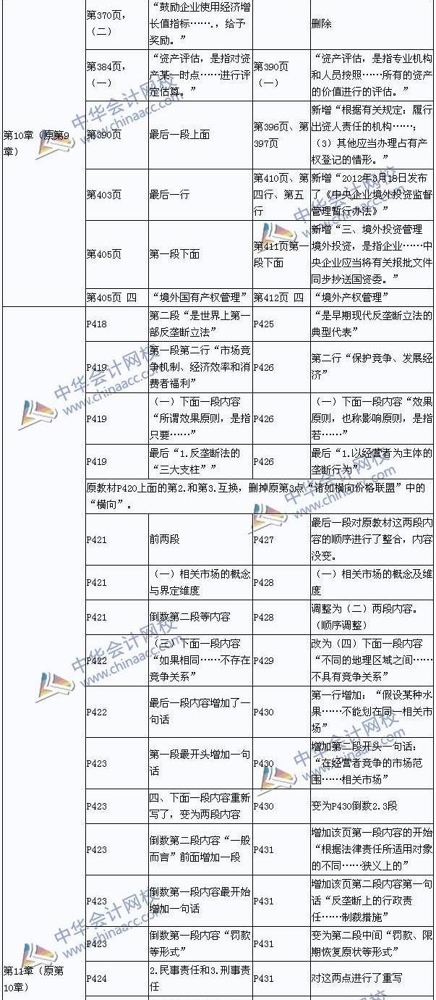 第370页，（二）
“鼓励企业使用经济增长值指标……．，给予奖励。”
删除
第384页，（一）
“资产评估，是指对资产某一时点……进行评定估算。”
第390页（一）
“资产评估，是指专业机构和人员按照……所有的资产的价值进行的评估。”
第10章（原第9章）
第390页
最后一段上面
第396页、第397页
新增“根据有关规定：履行出资人责任的机构……；（3）其他应当办理占有产权登记的情形。”
第403页
最后一行
第410页、第四行、第五行
新增“2012年3月18日发布了《中央企业境外投资监督管理暂行办法》”
第405页
第一段下面
第411页第一段下面
新增“三、境外投资管理 境外投资，是指企业……中央企业应当将有关报批文件同步抄送国资委。”
第405页 四
“境外国有产权管理”
第412页 四
“境外产权管理”
P418
第二段“是世界上第一部反垄断立法”
P425
“是早期现代反垄断立法的典型代表”
P419
第一段第二行“市场竞争机制、经济效率和消费者福利”
P426
第二行“保护竞争、发展经济”
P419
（一）下面一段内容“所谓效果原则，是指只要……”
P426
（一）下面一段内容“效果原则，也称影响原则，是指若……”
P419
最后“1.反垄断法的“三大支柱””
P426
最后“1.以经营者为主体的垄断行为”
原教材P420上面的第2.和第3.互换，删掉原第3点“诸如横向价格联盟”中的“横向”。
P421
前两段
P427
最后一段对原教材这两段内容的顺序进行了整合，内容没变。
P421
（一）相关市场的概念与界定维度
P428
（一）相关市场的概念及维度
P421
倒数第二段等内容
P428
调整为（二）两段内容。（顺序调整）
P422
（三）下面一段内容“如果相同……不存在竞争关系”
P429
改为（四）下面一段内容“不同的地理区域之间……不具有竞争关系”
P422
最后一段内容增加了一句话
P430
第一行增加：“假设某种水果……不能划在同一相关市场”
P423
第一段最开头增加一句话
P430
增加第二段开头一句话：“在经营者竞争的市场范围……相关市场”
P423
四、下面一段内容重新写了，变为两段内容
P430
变为P430倒数2.3段
P423
倒数第二段内容“一般而言”前面增加一段
P431
增加该页第一段内容的开始“根据法律责任所适用对象的不同……狭义上的”
P423
倒数第一段内容最开始增加一句话
P431
增加该页第二段内容第一句话“反垄断上的行政责任……制裁措施”
P423
倒数第一段内容“罚款等形式”
P431
变为第二段中间“罚款、限期恢复原状等形式”
第11章（原第10章）
P424
2.民事责任和3.刑事责任
P431
对这两点进行了重写
中华会计网校
www.chinaacc.com